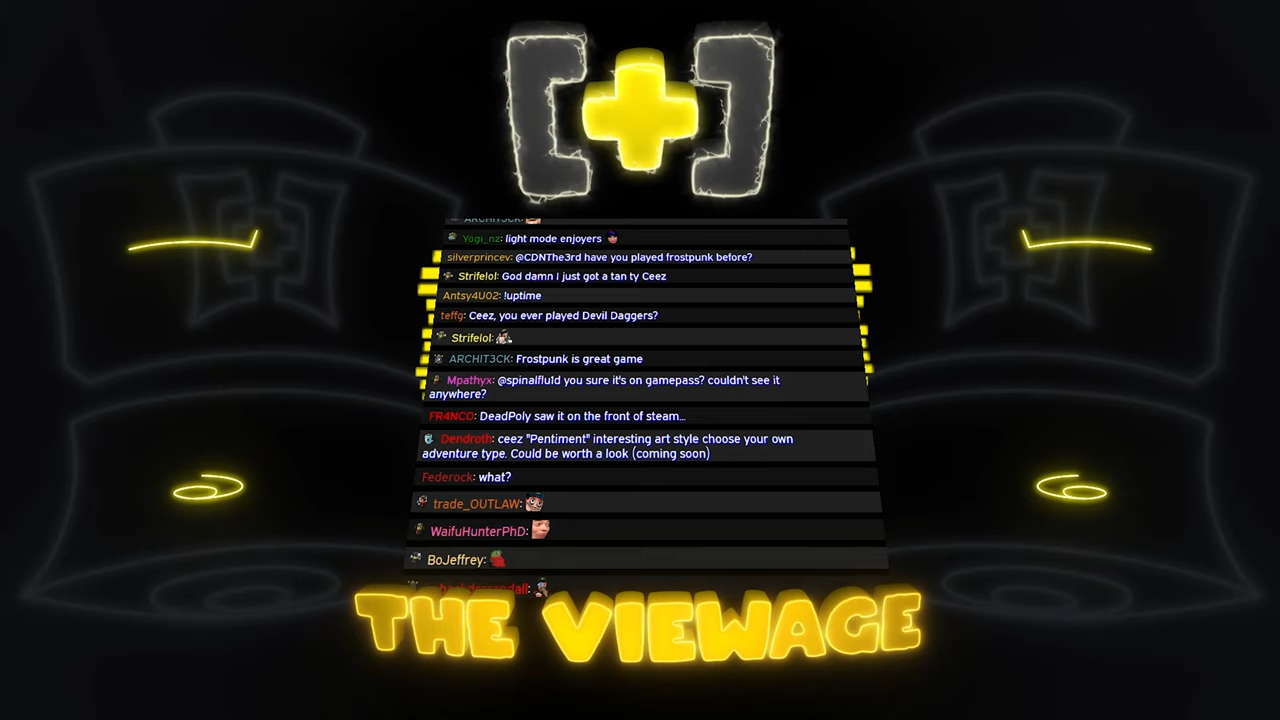 ARCHIT3CK:
Yogi_nz: light mode enjoyers
silverprincev: @CDNThe3rd have you played frostpunk before?
Strifelol: God damn I just got a tan ty Ceez
Antsy4U02: !uptime
teffg: Ceez, you ever played Devil Daggers?
Strifelol:
ARCHIT3CK: Frostpunk is great game
Mpathyx: @spinalflu1d you sure it's on gamepass? couldn't see it
anywhere?
FR4NCO: DeadPoly saw it on the front of steam...
Dendroth: ceez "Pentiment" interesting art style choose your own
adventure type. Could be worth a look (coming soon)
Federock: what?
trade_OUTLAW:
WaifuHunterPhD:
BoJeffrey:
THE VIEWAGE